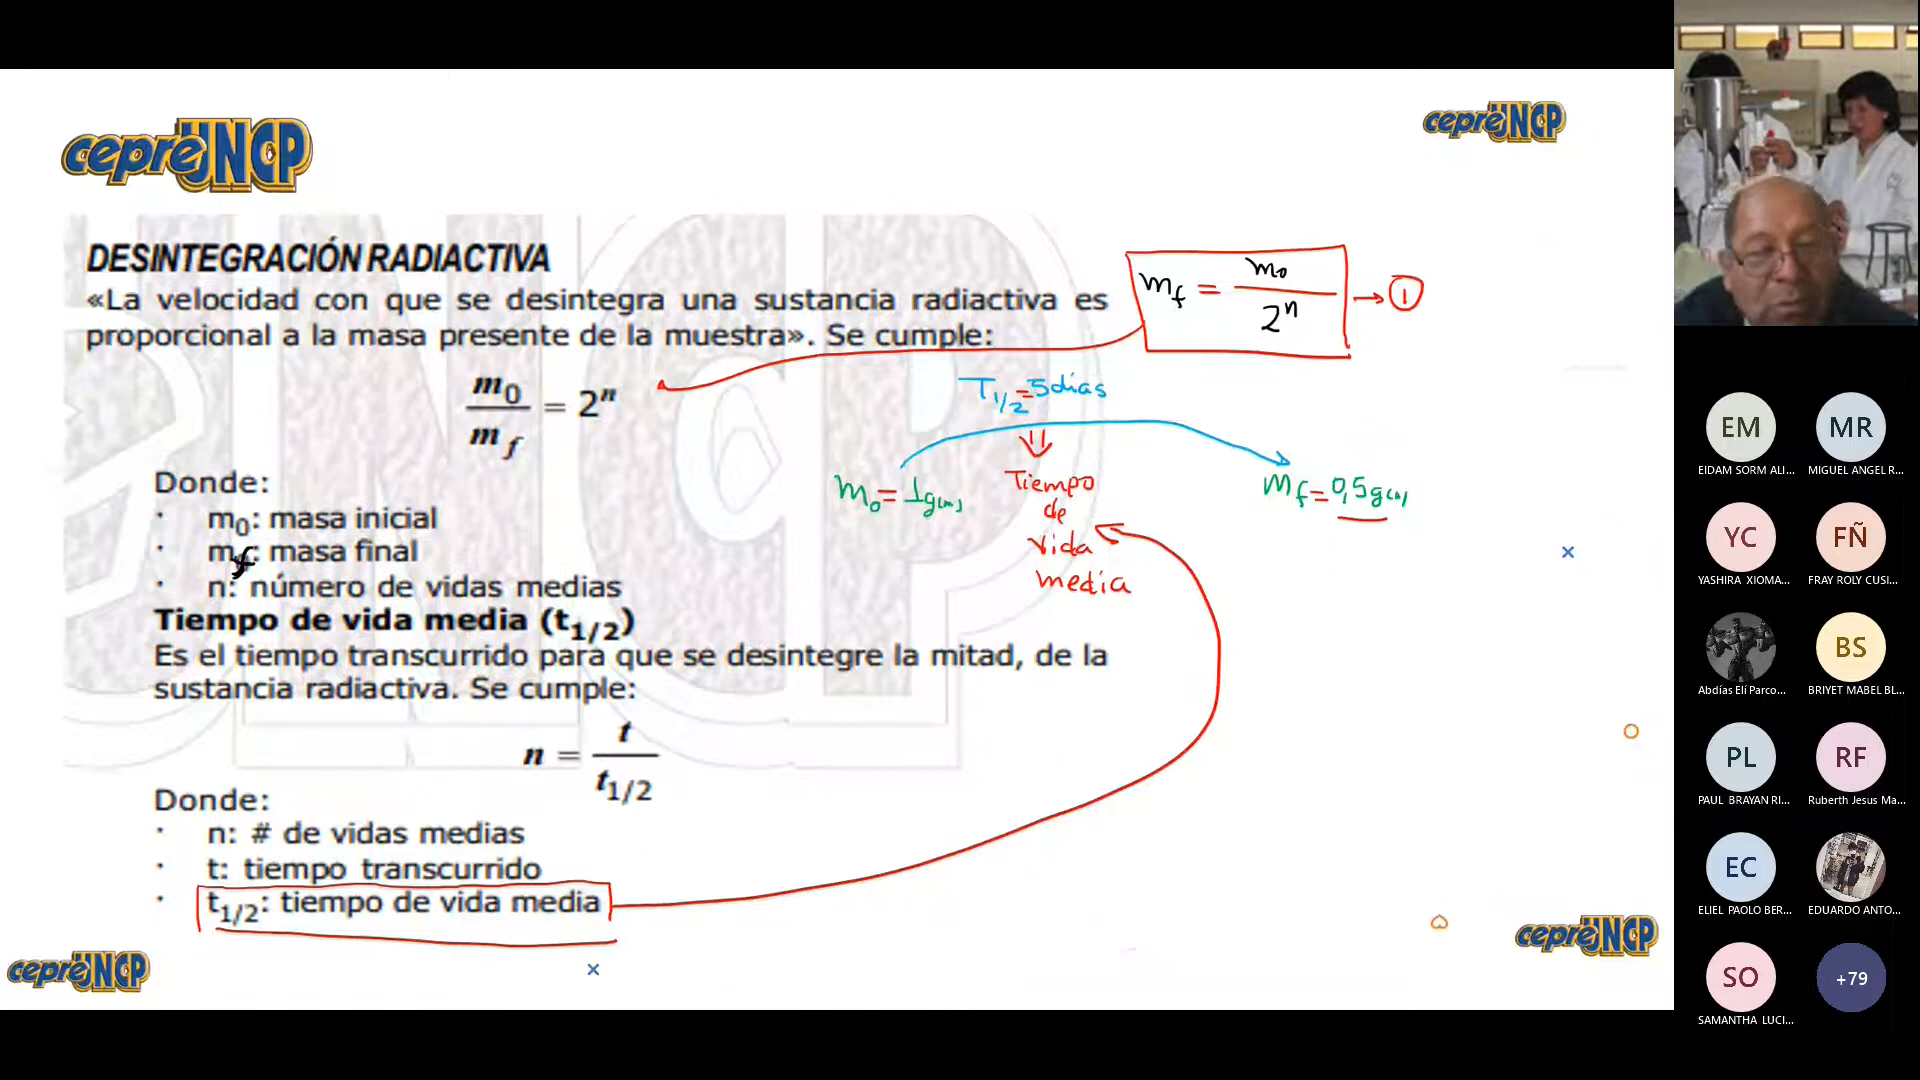 cepreUNCP
cepreUNCP
DESINTEGRACIÓN RADIACTIVA
«La velocidad con que se desintegra una sustancia radiactiva es
proporcional a la masa presente de la muestra». Se cumple:
m0 / mf = 2^n
mf = m0 / 2^n → 1
T1/2 = 5 días
m0 = 1g(m)
Tiempo
de
vida
media
mf = 0,5g(m)
Donde:
· m0: masa inicial
· mf: masa final
· n: número de vidas medias
Tiempo de vida media (t1/2)
Es el tiempo transcurrido para que se desintegre la mitad, de la
sustancia radiactiva. Se cumple:
n = t / t1/2
Donde:
· n: # de vidas medias
· t: tiempo transcurrido
· t1/2: tiempo de vida media
cepreUNCP
cepreUNCP
EM
EIDAM SORM ALI...
MR
MIGUEL ANGEL R...
YC
YASHIRA XIOMA...
FÑ
FRAY ROLY CUSI...
Abdías Elí Parco...
BS
BRIYET MABEL BL...
PL
PAUL BRAYAN RI...
RF
Ruberth Jesus Ma...
EC
ELIEL PAOLO BER...
EDUARDO ANTO...
SO
SAMANTHA LUCI...
+79